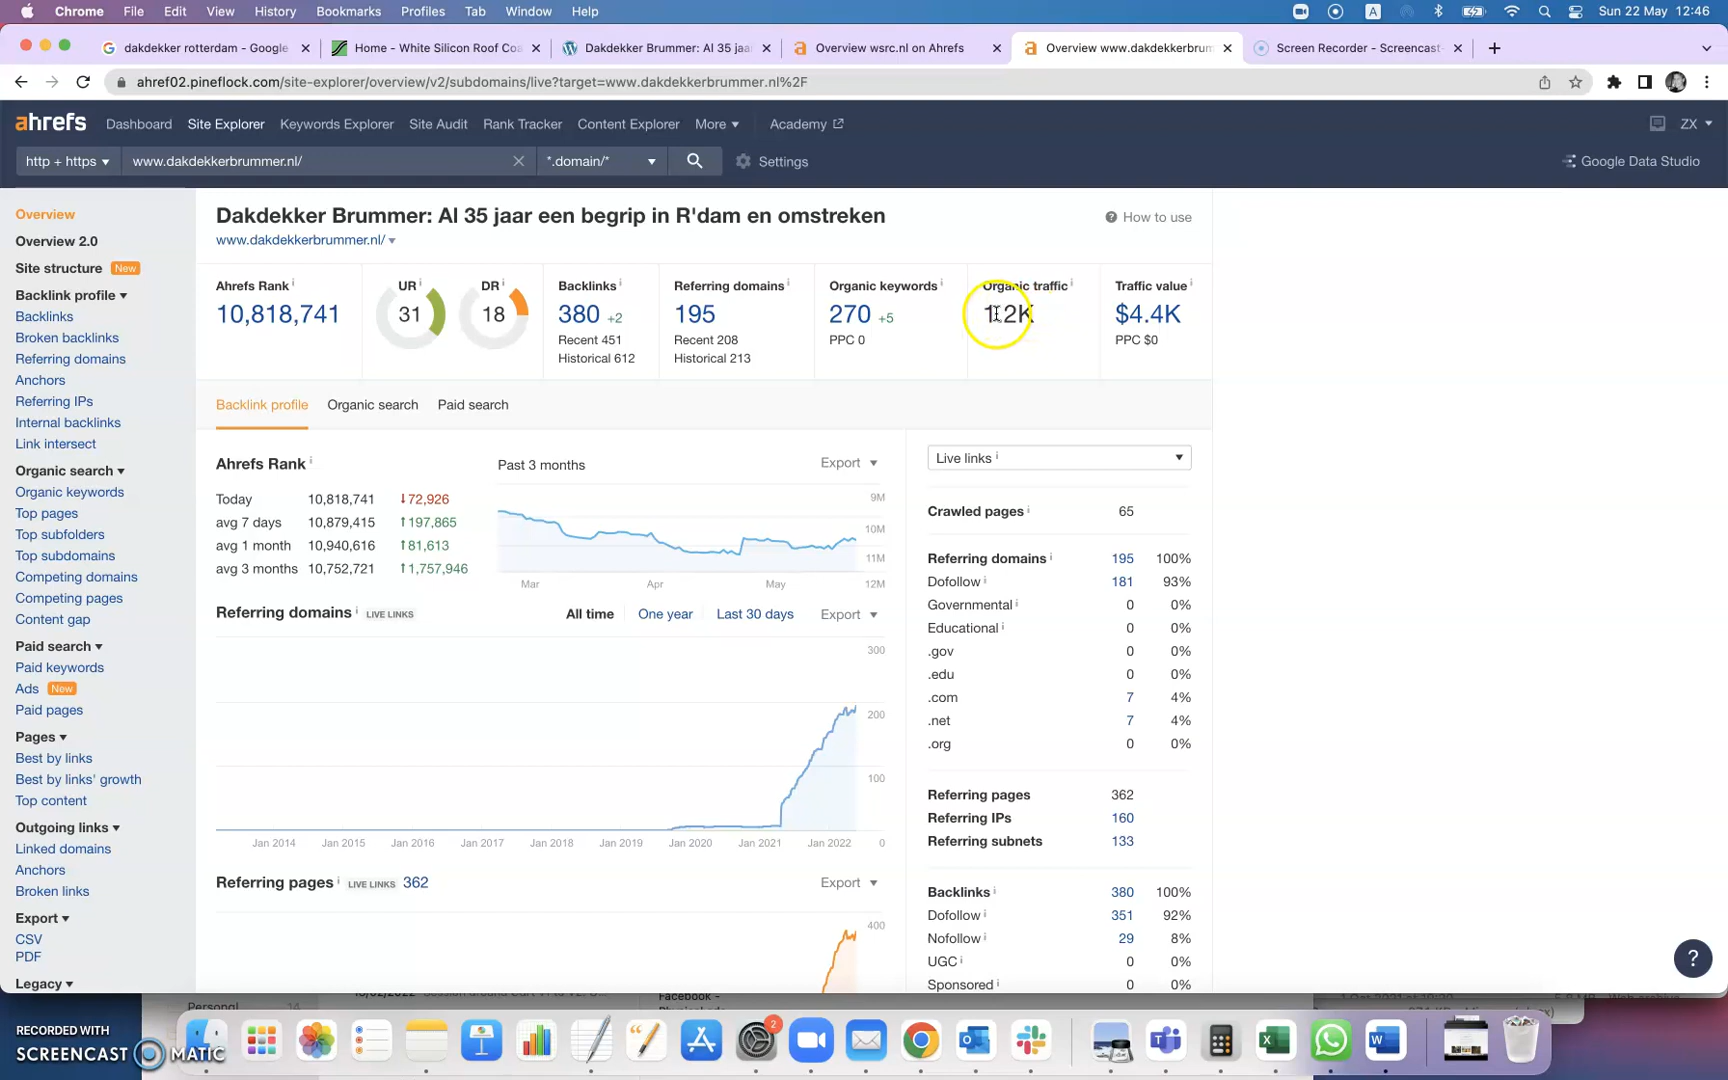 Chrome File Edit View History Bookmarks Profiles Tab Window Help A Sun 22 May 12:46
dakdekker rotterdam - Google Home - White Silicon Roof Coa Dakdekker Brummer: Al 35 jaa Overview wsrc.nl on Ahrefs Overview www.dakdekkerbrum Screen Recorder - Screencast-
ahref02.pineflock.com/site-explorer/overview/v2/subdomains/live?target=www.dakdekkerbrummer.nl%2F
ahrefs Dashboard Site Explorer Keywords Explorer Site Audit Rank Tracker Content Explorer More Academy ZX
http + https www.dakdekkerbrummer.nl/ *.domain/* Settings Google Data Studio
Overview
Overview 2.0
Site structure New
Backlink profile
Backlinks
Broken backlinks
Referring domains
Anchors
Referring IPs
Internal backlinks
Link intersect
Organic search
Organic keywords
Top pages
Top subfolders
Top subdomains
Competing domains
Competing pages
Content gap
Paid search
Paid keywords
Ads New
Paid pages
Pages
Best by links
Best by links' growth
Top content
Outgoing links
Linked domains
Anchors
Broken links
Export
CSV
PDF
Legacy
Dakdekker Brummer: Al 35 jaar een begrip in R'dam en omstreken
How to use
www.dakdekkerbrummer.nl/
Ahrefs Rank
10,818,741
UR
31
DR
18
Backlinks
380 +2
Recent 451
Historical 612
Referring domains
195
Recent 208
Historical 213
Organic keywords
270 +5
PPC 0
Organic traffic
1.2K
Traffic value
$4.4K
PPC $0
Backlink profile Organic search Paid search
Ahrefs Rank Past 3 months Export
Today 10,818,741 ↓72,926
avg 7 days 10,879,415 ↑197,865
avg 1 month 10,940,616 ↑81,613
avg 3 months 10,752,721 ↑1,757,946
9M
10M
11M
12M
Mar Apr May
Referring domains LIVE LINKS All time One year Last 30 days Export
300
200
100
0
Jan 2014 Jan 2015 Jan 2016 Jan 2017 Jan 2018 Jan 2019 Jan 2020 Jan 2021 Jan 2022
Referring pages LIVE LINKS 362 Export
400
Live links
Crawled pages 65
Referring domains 195 100%
Dofollow 181 93%
Governmental 0 0%
Educational 0 0%
.gov 0 0%
.edu 0 0%
.com 7 4%
.net 7 4%
.org 0 0%
Referring pages 362
Referring IPs 160
Referring subnets 133
Backlinks 380 100%
Dofollow 351 92%
Nofollow 29 8%
UGC 0 0%
Sponsored 0 0%
?
Personal 14
Facebook -
RECORDED WITH
SCREENCAST MATIC
2